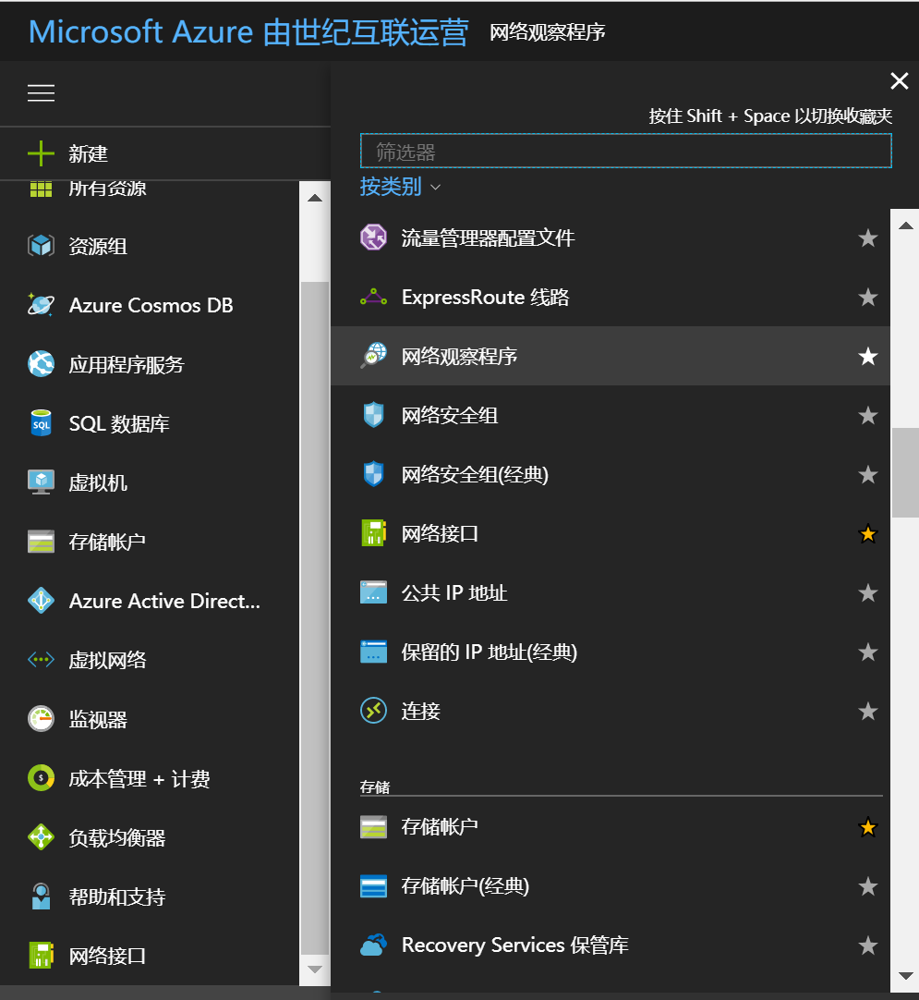 Microsoft Azure 由世纪互联运营 网络观察程序
新建
所有资源
资源组
Azure Cosmos DB
应用程序服务
SQL 数据库
虚拟机
存储帐户
Azure Active Direct...
虚拟网络
监视器
成本管理 + 计费
负载均衡器
帮助和支持
网络接口
按住 Shift + Space 以切换收藏夹
筛选器
按类别
流量管理器配置文件
ExpressRoute 线路
网络观察程序
网络安全组
网络安全组(经典)
网络接口
公共 IP 地址
保留的 IP 地址(经典)
连接
存储
存储帐户
存储帐户(经典)
Recovery Services 保管库